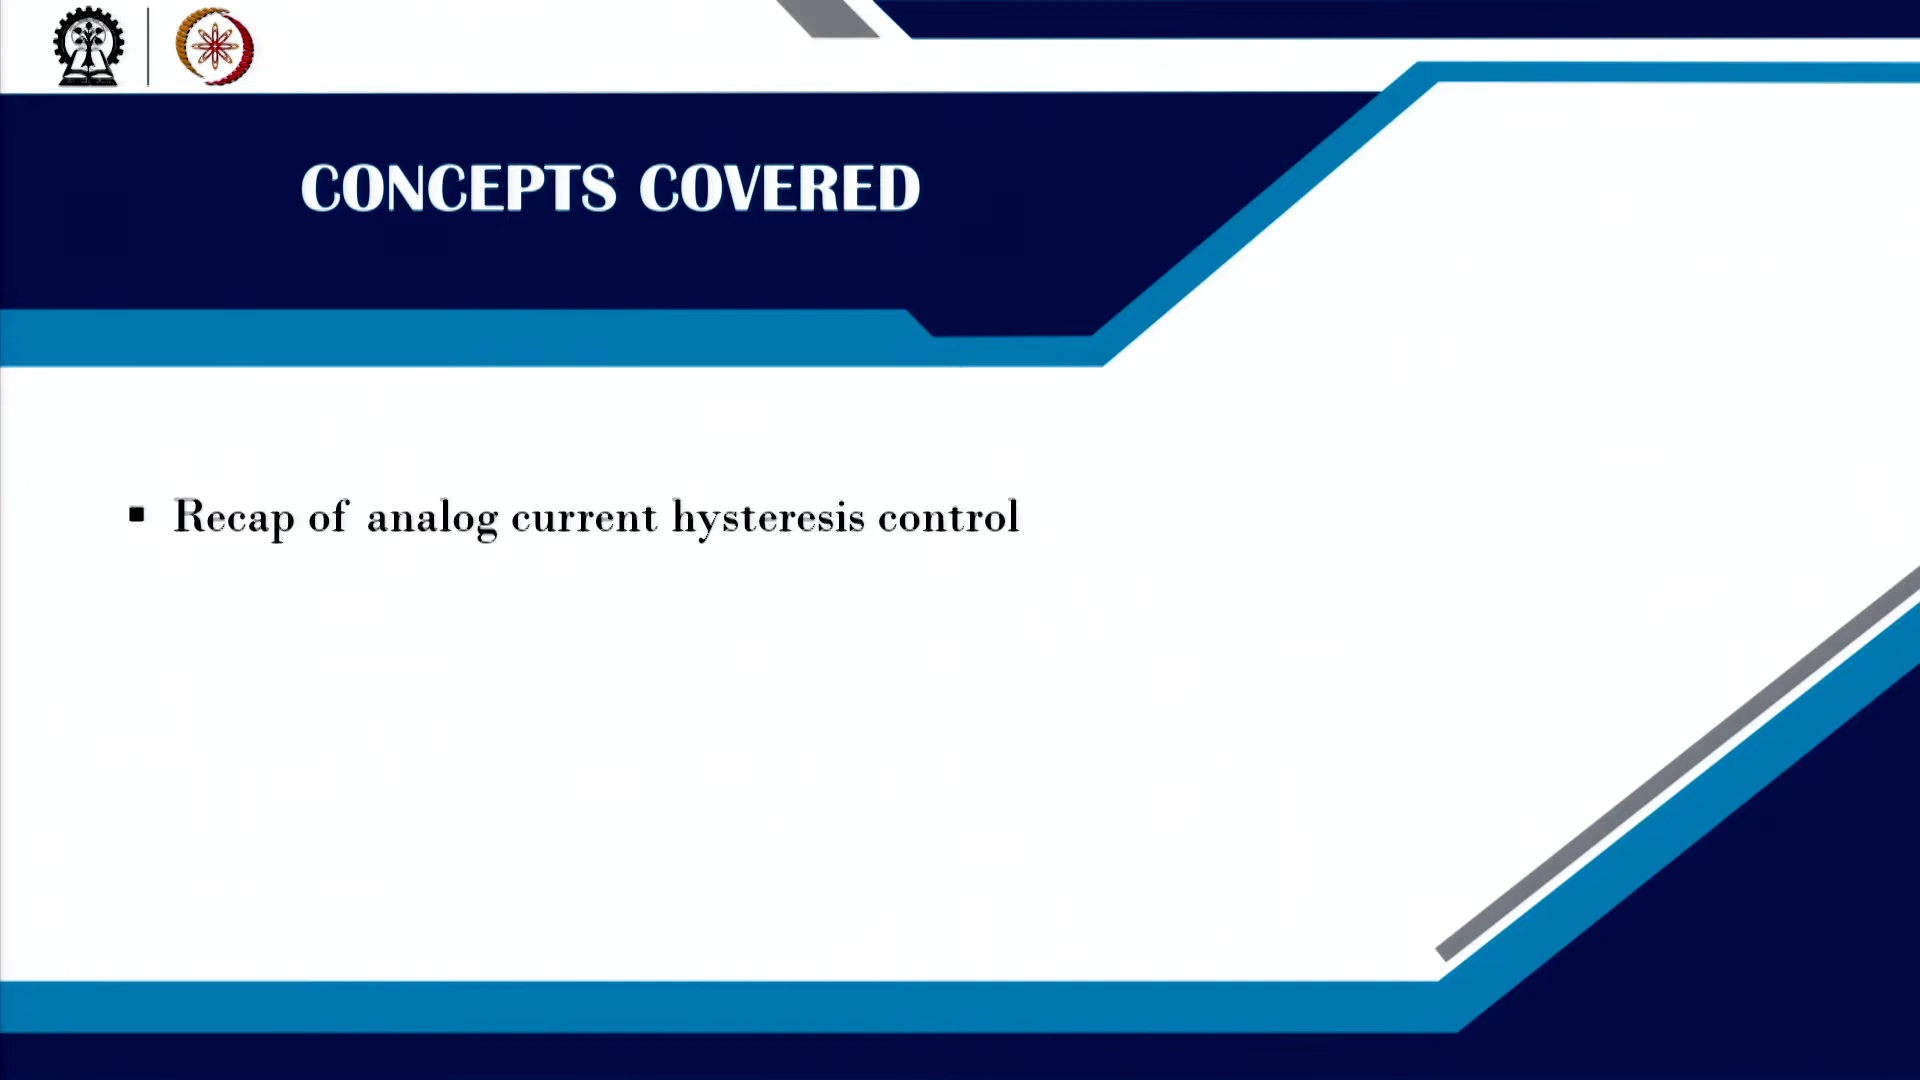 CONCEPTS COVERED
▪ Recap of analog current hysteresis control